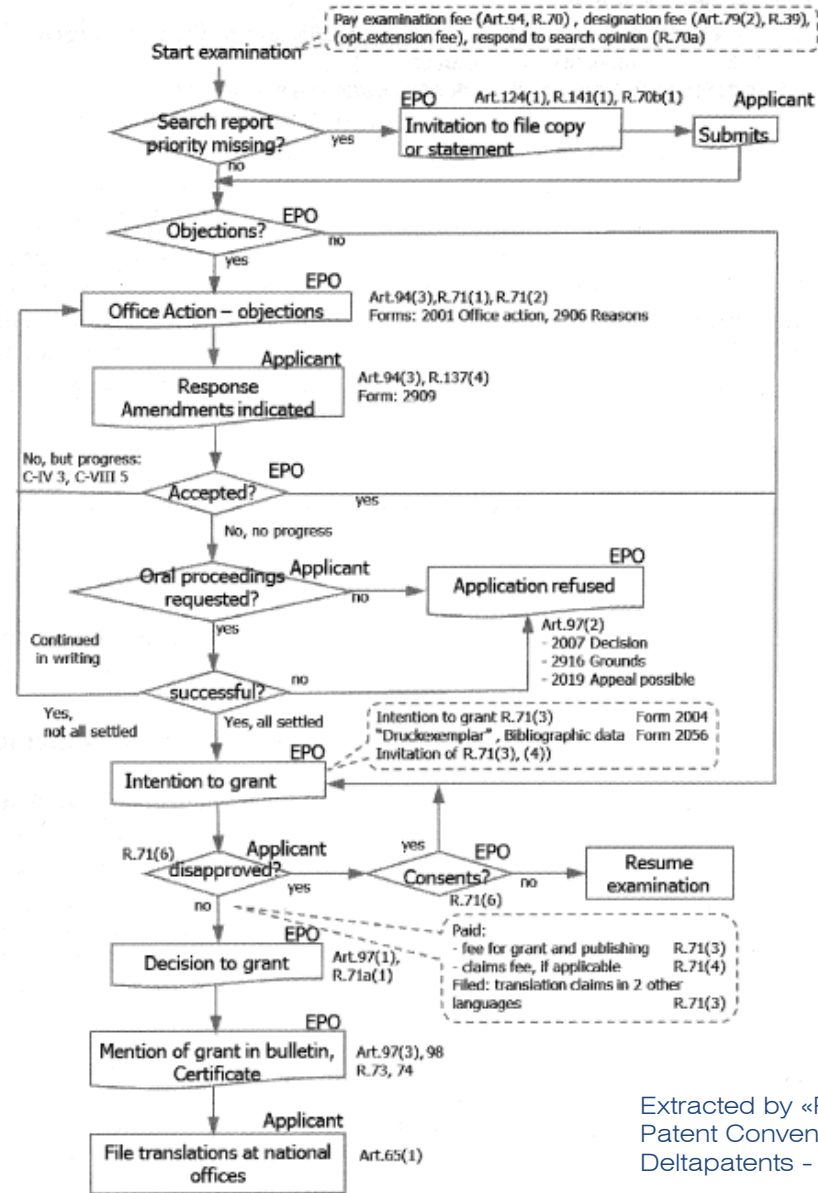 Pay examination fee (Art.94, R.70) , designation fee (Art.79(2), R.39),
(opt.extension fee), respond to search opinion (R.70a)
Start examination
EPO
Art.124(1), R.141(1), R.70b(1)
Applicant
Search report
priority missing?
yes
Invitation to file copy
or statement
Submits
no
EPO
Objections?
no
yes
EPO
Office Action – objections
Art.94(3),R.71(1), R.71(2)
Forms: 2001 Office action, 2906 Reasons
Applicant
Response
Amendments indicated
Art.94(3), R.137(4)
Form: 2909
No, but progress:
C-IV 3, C-VIII 5
EPO
Accepted?
yes
No, no progress
EPO
Applicant
Oral proceedings
requested?
no
Application refused
yes
Art.97(2)
- 2007 Decision
- 2916 Grounds
- 2019 Appeal possible
Continued
in writing
successful?
no
Yes,
not all settled
Yes, all settled
Intention to grant R.71(3) Form 2004
"Druckexemplar" , Bibliographic data Form 2056
Invitation of R.71(3), (4))
EPO
Intention to grant
R.71(6)
Applicant
disapproved?
yes
yes
EPO
Consents?
no
R.71(6)
Resume
examination
no
Paid:
- fee for grant and publishing R.71(3)
- claims fee, if applicable R.71(4)
Filed: translation claims in 2 other
languages R.71(3)
EPO
Decision to grant
Art.97(1),
R.71a(1)
EPO
Mention of grant in bulletin,
Certificate
Art.97(3), 98
R.73, 74
Applicant
File translations at national
offices
Art.65(1)
Extracted by «
Patent Conven
Deltapatents -